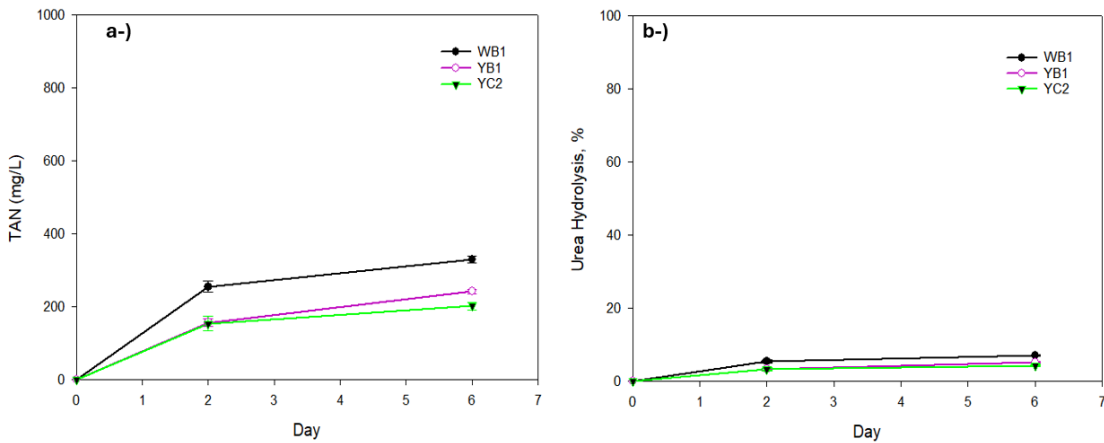 a-)
WB1
YB1
YC2
TAN (mg/L)
1000
800
600
400
200
0
0 1 2 3 4 5 6 7
Day
b-)
WB1
YB1
YC2
Urea Hydrolysis, %
100
80
60
40
20
0
0 1 2 3 4 5 6 7
Day